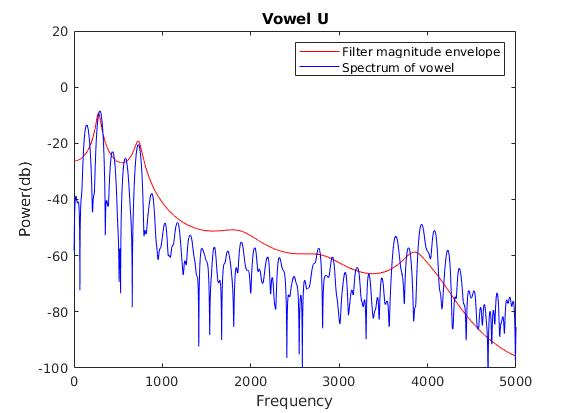 Vowel U
Filter magnitude envelope
Spectrum of vowel
Power(db)
20
0
-20
-40
-60
-80
-100
0 1000 2000 3000 4000 5000
Frequency